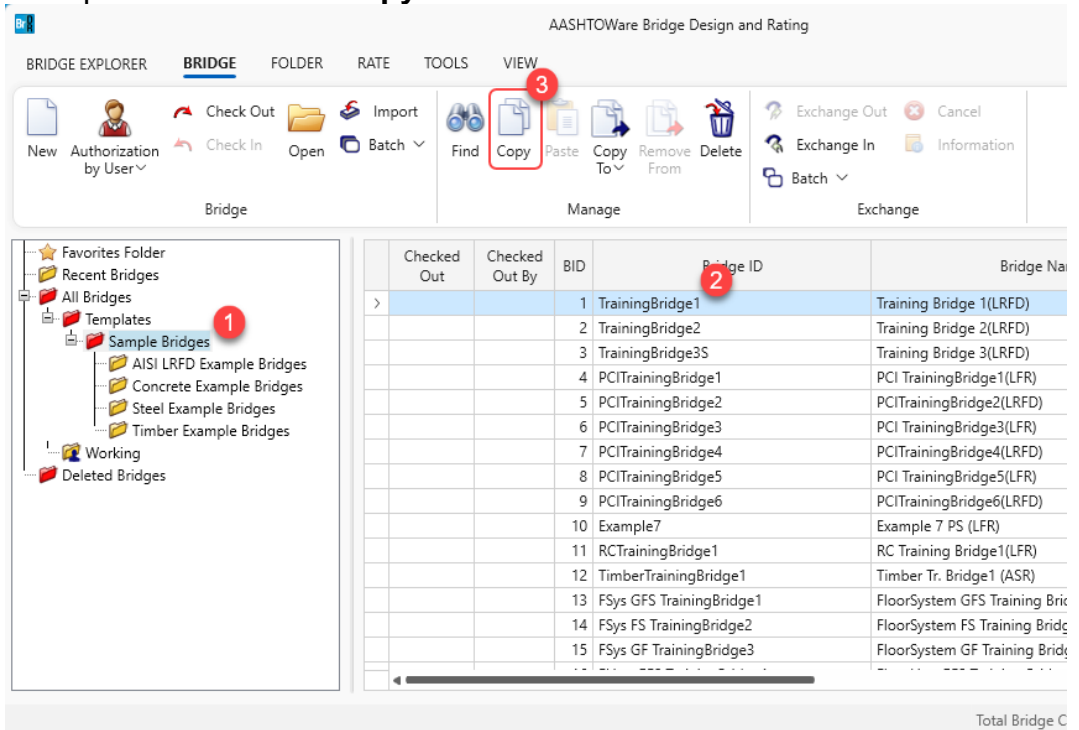 py
Br DR
AASHTOWare Bridge Design and Rating
BRIDGE EXPLORER BRIDGE FOLDER RATE TOOLS VIEW
3
New
Authorization
by User
Check Out
Check In
Open
Import
Batch
Bridge
Find
Copy
Paste
Copy
To
Remove
From
Delete
Manage
Exchange Out
Exchange In
Batch
Cancel
Information
Exchange
Favorites Folder
Recent Bridges
All Bridges
Templates
1
Sample Bridges
AISI LRFD Example Bridges
Concrete Example Bridges
Steel Example Bridges
Timber Example Bridges
Working
Deleted Bridges
Checked
Out
Checked
Out By
BID
Bridge ID
2
Bridge Nar
1 TrainingBridge1 Training Bridge 1(LRFD)
2 TrainingBridge2 Training Bridge 2(LRFD)
3 TrainingBridge3S Training Bridge 3(LRFD)
4 PCITrainingBridge1 PCI TrainingBridge1(LFR)
5 PCITrainingBridge2 PCITrainingBridge2(LRFD)
6 PCITrainingBridge3 PCI TrainingBridge3(LFR)
7 PCITrainingBridge4 PCITrainingBridge4(LRFD)
8 PCITrainingBridge5 PCI TrainingBridge5(LFR)
9 PCITrainingBridge6 PCITrainingBridge6(LRFD)
10 Example7 Example 7 PS (LFR)
11 RCTrainingBridge1 RC Training Bridge1(LFR)
12 TimberTrainingBridge1 Timber Tr. Bridge1 (ASR)
13 FSys GFS TrainingBridge1 FloorSystem GFS Training Brid
14 FSys FS TrainingBridge2 FloorSystem FS Training Bridg
15 FSys GF TrainingBridge3 FloorSystem GF Training Bridg
Total Bridge C